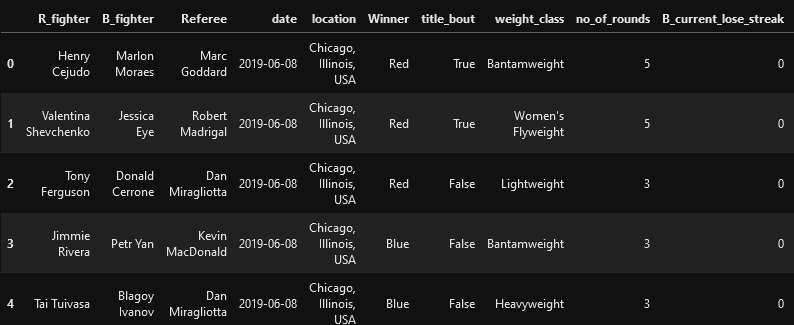 R_fighter B_fighter Referee date location Winner title_bout weight_class no_of_rounds B_current_lose_streak
0 Henry Cejudo Marlon Moraes Marc Goddard 2019-06-08 Chicago, Illinois, USA Red True Bantamweight 5 0
1 Valentina Shevchenko Jessica Eye Robert Madrigal 2019-06-08 Chicago, Illinois, USA Red True Women's Flyweight 5 0
2 Tony Ferguson Donald Cerrone Dan Miragliotta 2019-06-08 Chicago, Illinois, USA Red False Lightweight 3 0
3 Jimmie Rivera Petr Yan Kevin MacDonald 2019-06-08 Chicago, Illinois, USA Blue False Bantamweight 3 0
4 Tai Tuivasa Blagoy Ivanov Dan Miragliotta 2019-06-08 Chicago, Illinois, USA Blue False Heavyweight 3 0